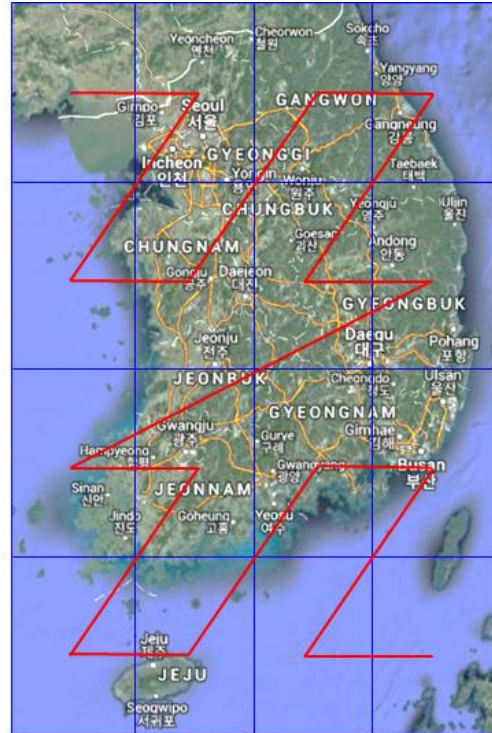 Sokcho
속초
Yeoncheon
연천
Cheorwon
철원
Yangyang
양양
Gimpo
김포
Seoul
서울
GANGWON
Gangneung
강릉
Incheon
인천
GYEONGGI
Yongin
용인
Wonju
원주
Taebaek
태백
CHUNGBUK
Yeongju
영주
Uljin
울진
Goesan
괴산
Andong
안동
CHUNGNAM
Gongju
공주
Daejeon
대전
GYEONGBUK
Jeonju
전주
Daegu
대구
Pohang
포항
JEONBUK
Cheongdo
청도
Ulsan
울산
GYEONGNAM
Gwangju
광주
Gurye
구례
Gimhae
김해
Hampyeong
함평
Gwangyang
광양
Busan
부산
Sinan
신안
JEONNAM
Jindo
진도
Goheung
고흥
Yeosu
여수
Jeju
제주
JEJU
Seogwipo
서귀포